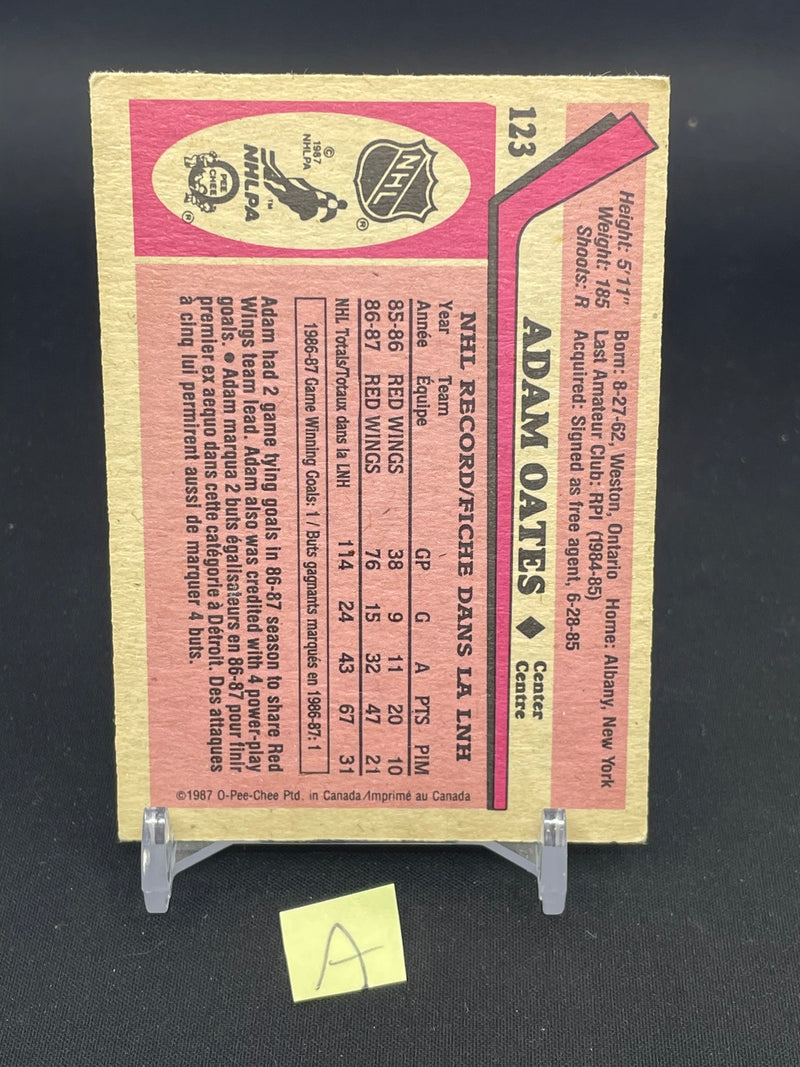 123
Height: 5'11" Born: 8-27-62, Weston, Ontario Home: Albany, New York
Weight: 185 Last Amateur Club: RPI (1984-85)
Shoots: R Acquired: Signed as free agent, 6-28-85
ADAM OATES ◆ Center
Centre
NHL
®
© 1987 NHLPA
NHLPA™
O
PEE
CHEE
®
NHL RECORD/FICHE DANS LA LNH
Year Team
Année Équipe GP G A PTS PIM
85-86 RED WINGS 38 9 11 20 10
86-87 RED WINGS 76 15 32 47 21
NHL Totals/Totaux dans la LNH 114 24 43 67 31
1986-87 Game Winning Goals: 1 / Buts gagnants marqués en 1986-87: 1
Adam had 2 game tying goals in 86-87 season to share Red
Wings team lead. Adam also was credited with 4 power-play
goals. ● Adam marqua 2 buts égalisateurs en 86-87 pour finir
premier ex aequo dans cette catégorie à Détroit. Des attaques
à cinq lui permirent aussi de marquer 4 buts.
©1987 O-Pee-Chee Ptd. in Canada/Imprimé au Canada
A